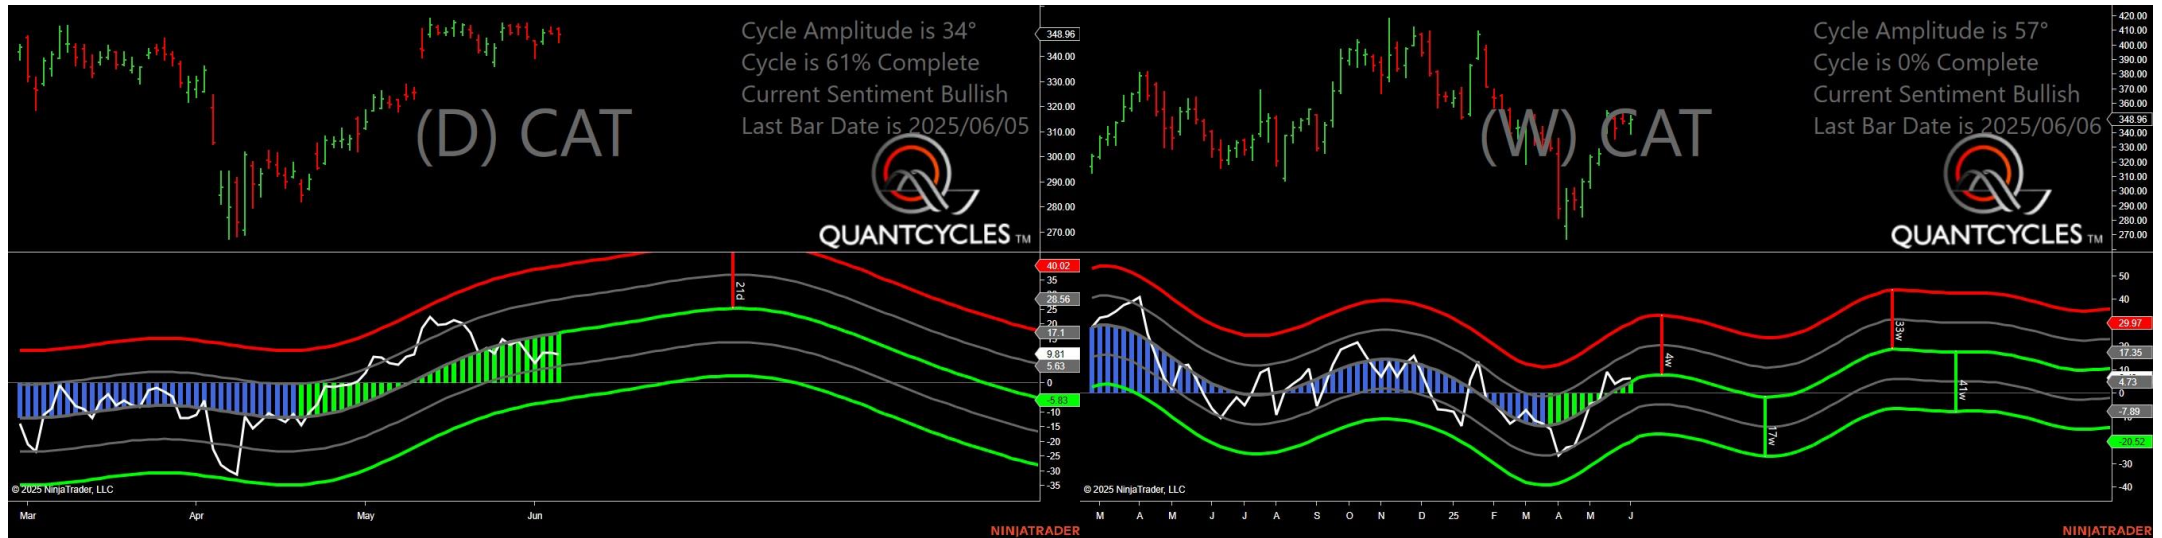 Cycle Amplitude is 34°
Cycle is 61% Complete
Current Sentiment Bullish
Last Bar Date is 2025/06/05
(D) CAT
QUANTCYCLES TM
348.96
340.00
330.00
320.00
310.00
300.00
290.00
280.00
270.00
21d
40.02
35
28.56
25
20
17.1
15
9.81
5.63
0
-5.83
-10
-15
-20
-25
-30
-35
© 2025 NinjaTrader, LLC
Mar Apr May Jun
NINJATRADER
Cycle Amplitude is 57°
Cycle is 0% Complete
Current Sentiment Bullish
Last Bar Date is 2025/06/06
(W) CAT
QUANTCYCLES TM
420.00
410.00
400.00
390.00
380.00
370.00
360.00
348.96
340.00
330.00
320.00
310.00
300.00
290.00
280.00
270.00
4w
17w
33w
41w
50
40
29.97
20
17.35
10
4.73
0
-7.89
-20.52
-30
-40
© 2025 NinjaTrader, LLC
M A M J J A S O N D 25 F M A M J
NINJATRADER